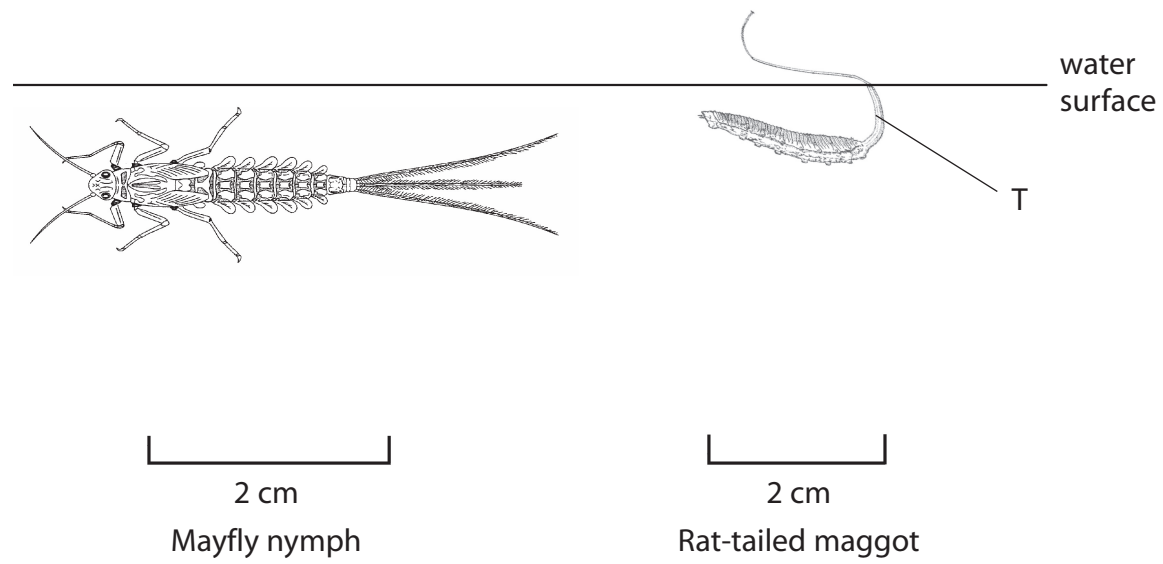 water
surface
T
2 cm
2 cm
Mayfly nymph
Rat-tailed maggot